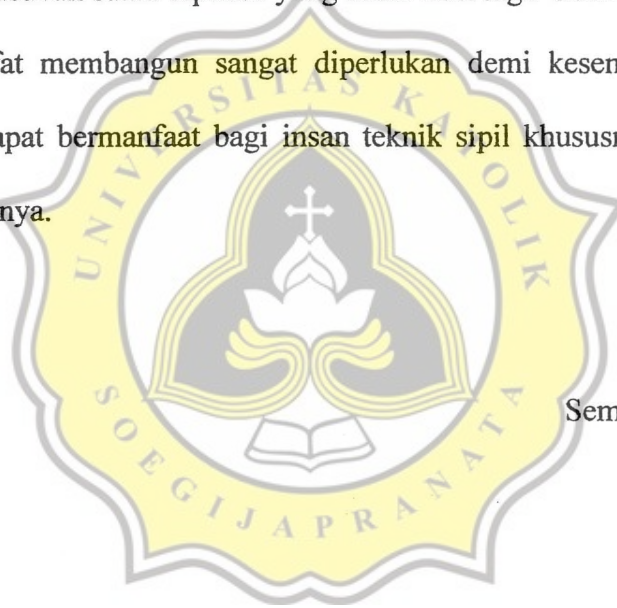 fat membangun sangat diperlukan demi kesen
apat bermanfaat bagi insan teknik sipil khususn
nya.
Sem
UNIVERSITAS KATOLIK
SOEGIJAPRANATA